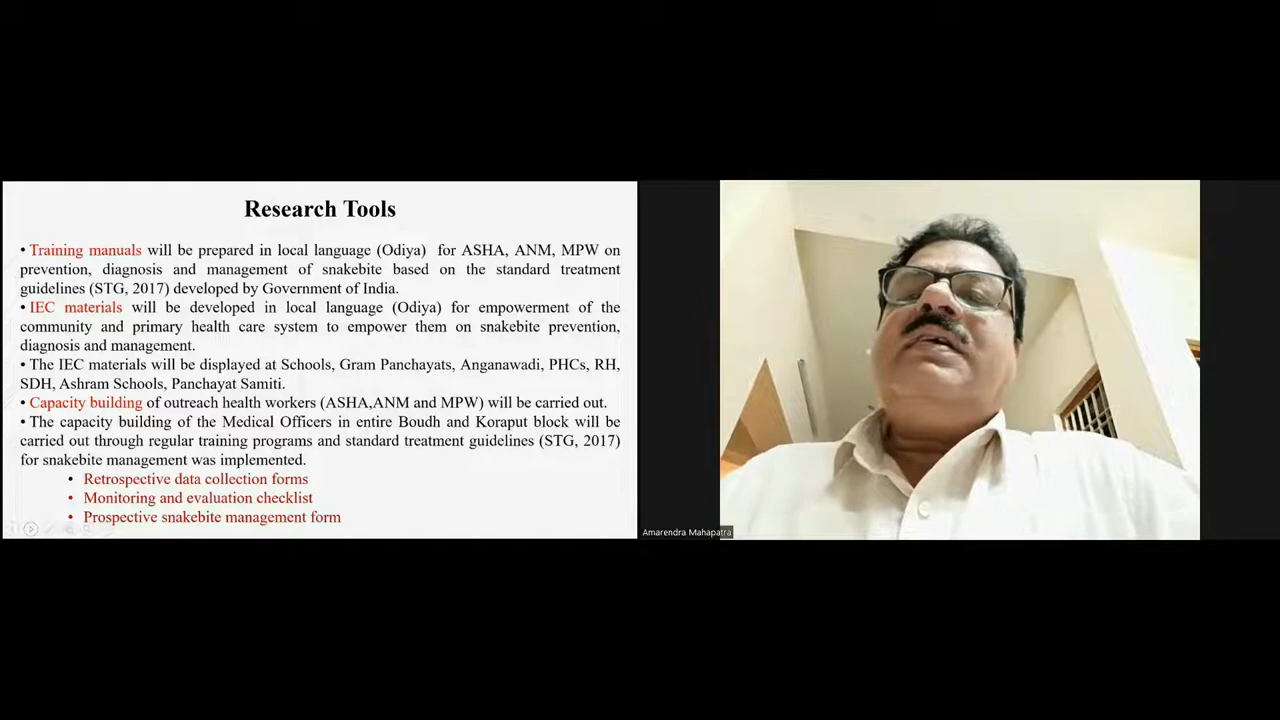 Research Tools
• Training manuals will be prepared in local language (Odiya) for ASHA, ANM, MPW on
prevention, diagnosis and management of snakebite based on the standard treatment
guidelines (STG, 2017) developed by Government of India.
• IEC materials will be developed in local language (Odiya) for empowerment of the
community and primary health care system to empower them on snakebite prevention,
diagnosis and management.
• The IEC materials will be displayed at Schools, Gram Panchayats, Anganawadi, PHCs, RH,
SDH, Ashram Schools, Panchayat Samiti.
• Capacity building of outreach health workers (ASHA,ANM and MPW) will be carried out.
• The capacity building of the Medical Officers in entire Boudh and Koraput block will be
carried out through regular training programs and standard treatment guidelines (STG, 2017)
for snakebite management was implemented.
• Retrospective data collection forms
• Monitoring and evaluation checklist
• Prospective snakebite management form
Amarendra Mahapatra